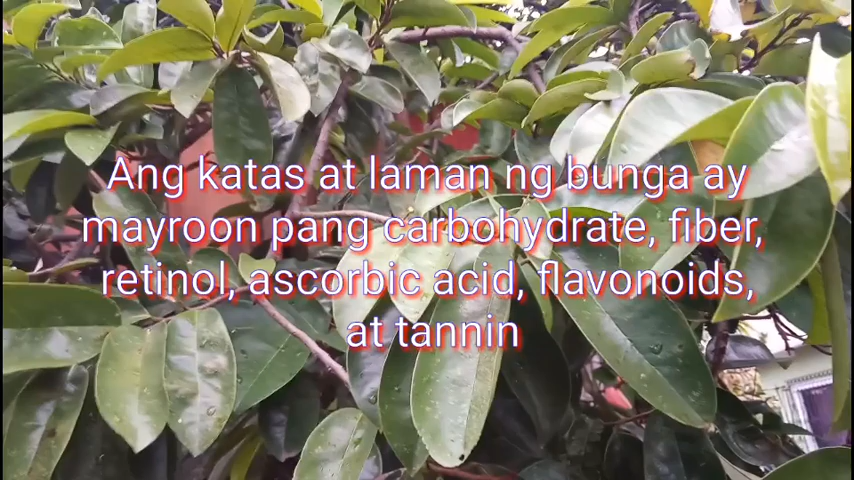 Ang katas at laman ng bunga ay
mayroon pang carbohydrate, fiber,
retinol, ascorbic acid, flavonoids,
at tannin